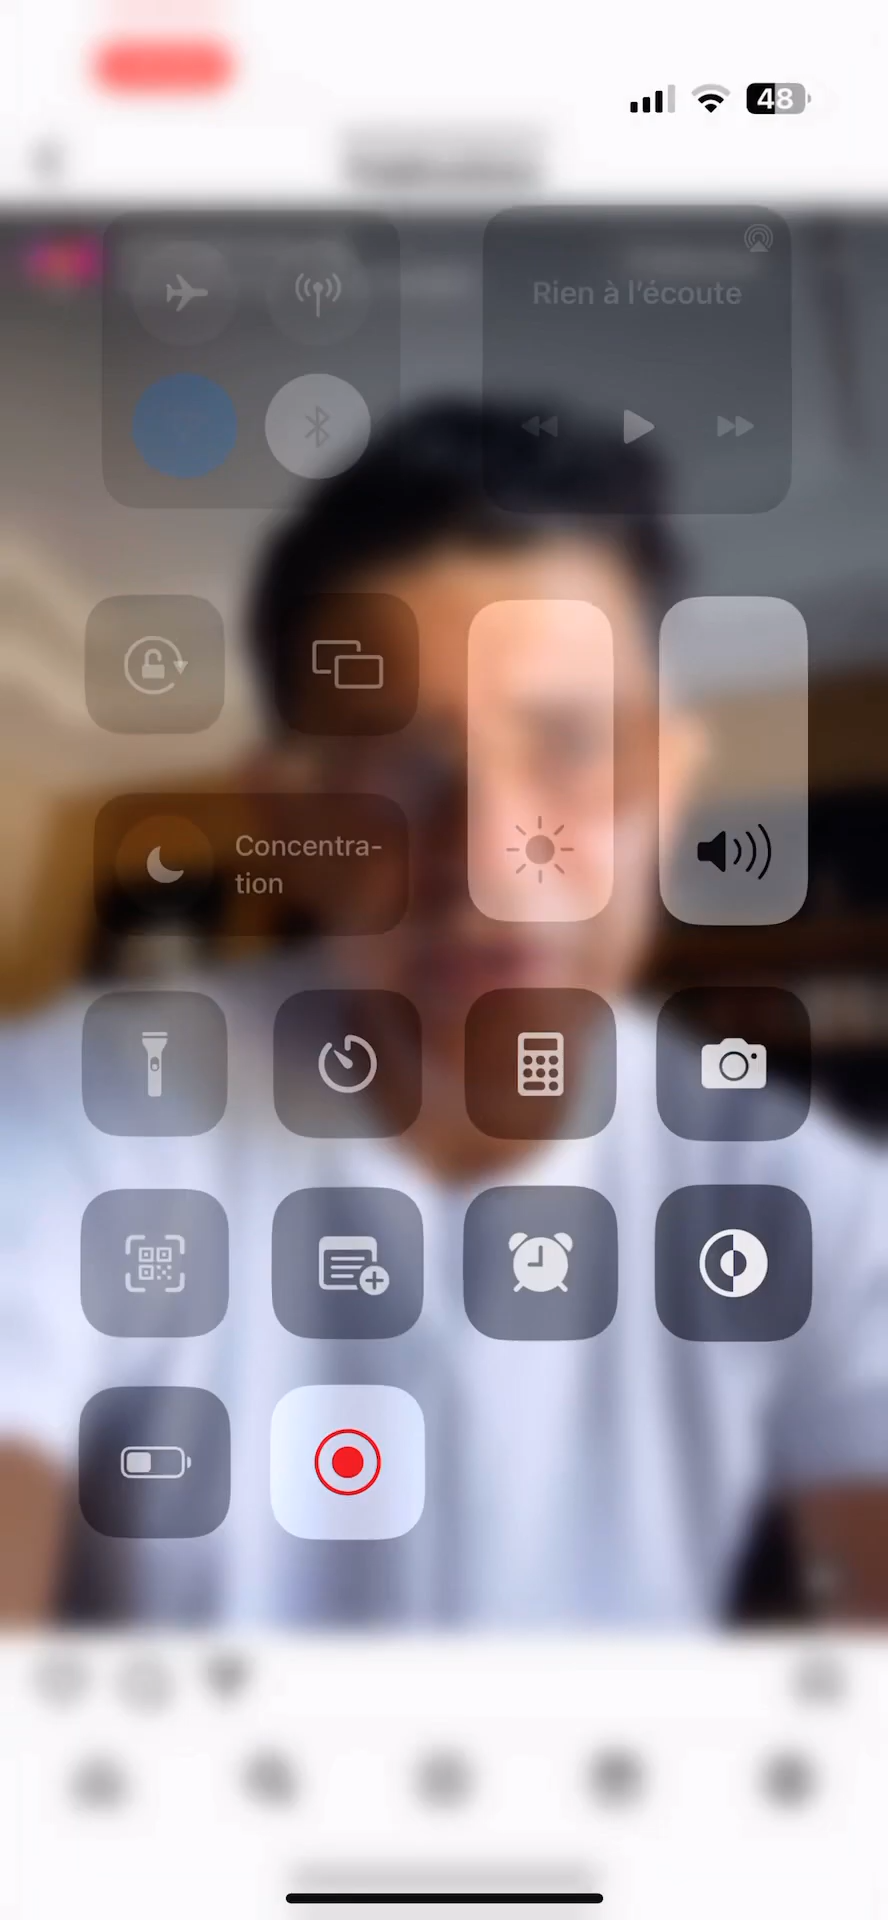 48
Rien à l’écoute
Concentra-
tion